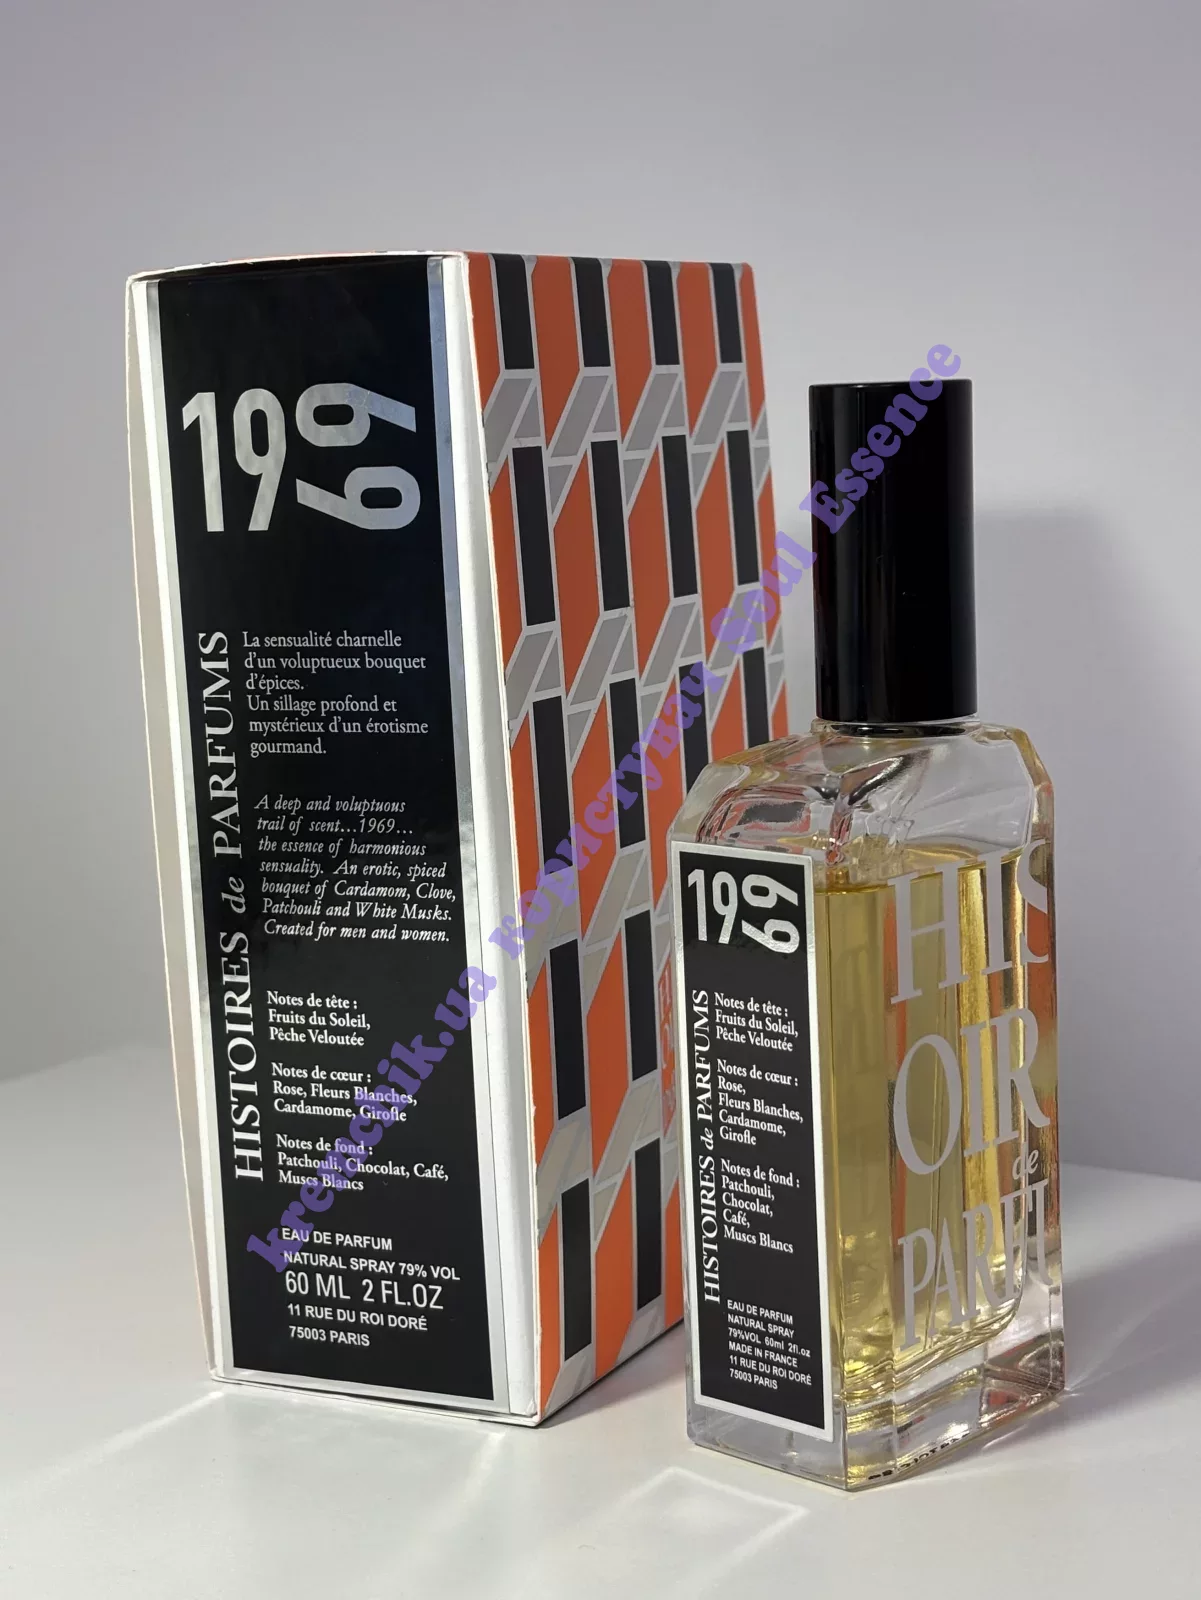 1969
HISTOIRES de PARFUMS
La sensualité charnelle
d'un voluptueux bouquet
d'épices.
Un sillage profond et
mystérieux d'un érotisme
gourmand.
A deep and voluptuous
trail of scent...1969...
the essence of harmonious
sensuality. An erotic, spiced
bouquet of Cardamom, Clove,
Patchouli and White Musks.
Created for men and women.
Notes de tête :
Fruits du Soleil,
Pêche Veloutée
Notes de cœur :
Rose, Fleurs Blanches,
Cardamome, Girofle
Notes de fond :
Patchouli, Chocolat, Café,
Muscs Blancs
EAU DE PARFUM
NATURAL SPRAY 79% VOL
60 ML 2 FL.OZ
11 RUE DU ROI DORÉ
75003 PARIS
1969
HISTOIRES de PARFUMS
Notes de tête :
Fruits du Soleil,
Pêche Veloutée
Notes de cœur :
Rose,
Fleurs Blanches,
Cardamome,
Girofle
Notes de fond :
Patchouli,
Chocolat,
Café,
Muscs Blancs
EAU DE PARFUM
NATURAL SPRAY
79%VOL 60ml 2fl.oz
MADE IN FRANCE
11 RUE DU ROI DORÉ
75003 PARIS
HIS
OIR
de
PARFU
kremchik.ua користувач Soul Essence